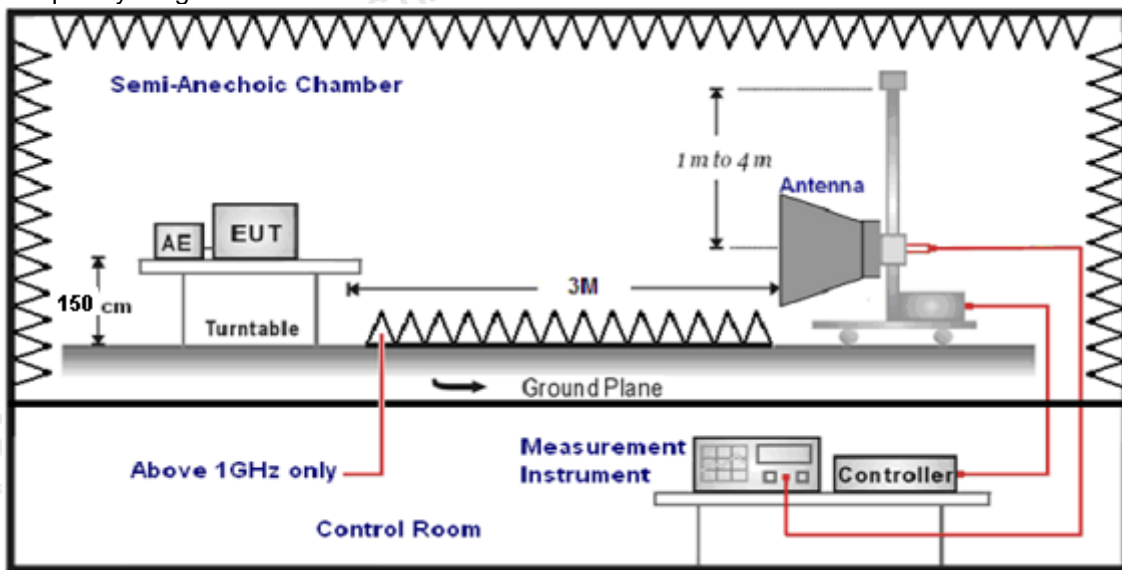 Semi-Anechoic Chamber
1 m to 4 m
Antenna
AE
EUT
150 cm
3M
Turntable
Ground Plane
Above 1GHz only
Measurement
Instrument
Controller
Control Room